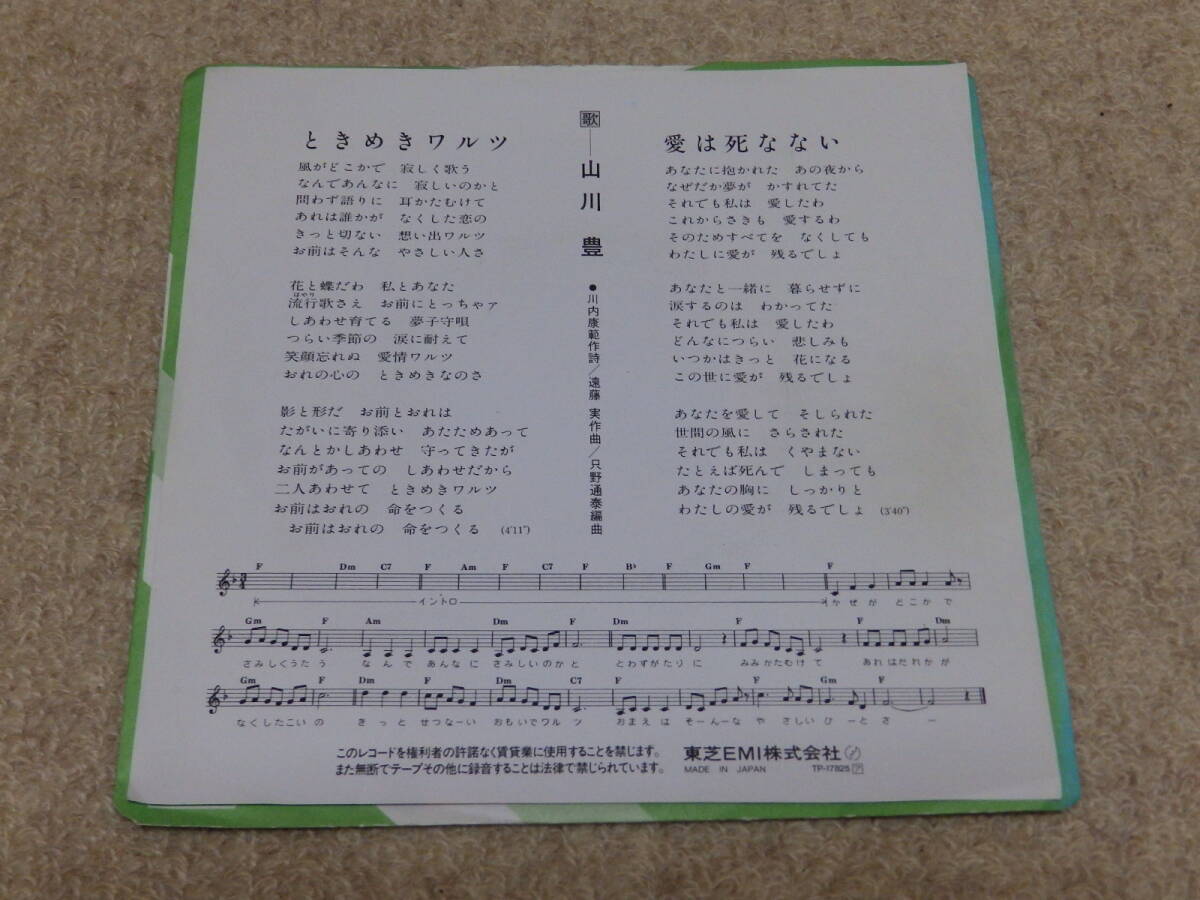 ときめきワルツ
風がどこかで　寂しく歌う
なんであんなに　寂しいのかと
問わず語りに　耳かたむけて
あれは誰かが　なくした恋の
きっと切ない　想い出ワルツ
お前はそんな　やさしい人さ
花と蝶だわ　私とあなた
はやり
流行歌さえ　お前にとっちゃァ
しあわせ育てる　夢子守唄
つらい季節の　涙に耐えて
笑顔忘れぬ　愛情ワルツ
おれの心の　ときめきなのさ
影と形だ　お前とおれは
たがいに寄り添い　あたためあって
なんとかしあわせ　守ってきたが
お前があっての　しあわせだから
二人あわせて　ときめきワルツ
お前はおれの　命をつくる
お前はおれの　命をつくる　(4'11")
歌—山川 豊
●川内康範作詩／遠藤 実作曲／只野通泰編曲
愛は死なない
あなたに抱かれた　あの夜から
なぜだか夢が　かすれてた
それでも私は　愛したわ
これからさきも　愛するわ
そのためすべてを　なくしても
わたしに愛が　残るでしょ
あなたと一緒に　暮らせずに
涙するのは　わかってた
それでも私は　愛したわ
どんなにつらい　悲しみも
いつかはきっと　花になる
この世に愛が　残るでしょ
あなたを愛して　そしられた
世間の風に　さらされた
それでも私は　くやまない
たとえば死んで　しまっても
あなたの胸に　しっかりと
わたしの愛が　残るでしょ　(3'40")
F Dm C7 F Am F C7 F B♭ F Gm F F
イントロ かぜが どこかで
Gm F Am Dm F Dm F F Dm
さみしくうたう なんで あんなに さみしいのかと とわずがたりに みみかたむけて あれはだれかが
Gm F Dm F Dm C7 F F Gm F
なくしたこいの きっと せつなーい おもいでワルツ おまえは そーんーな やさしい ひーとさー
このレコードを権利者の許諾なく賃貸業に使用することを禁じます。
また無断でテープその他に録音することは法律で禁じられています。
東芝EMI株式会社
MADE IN JAPAN TP-17825